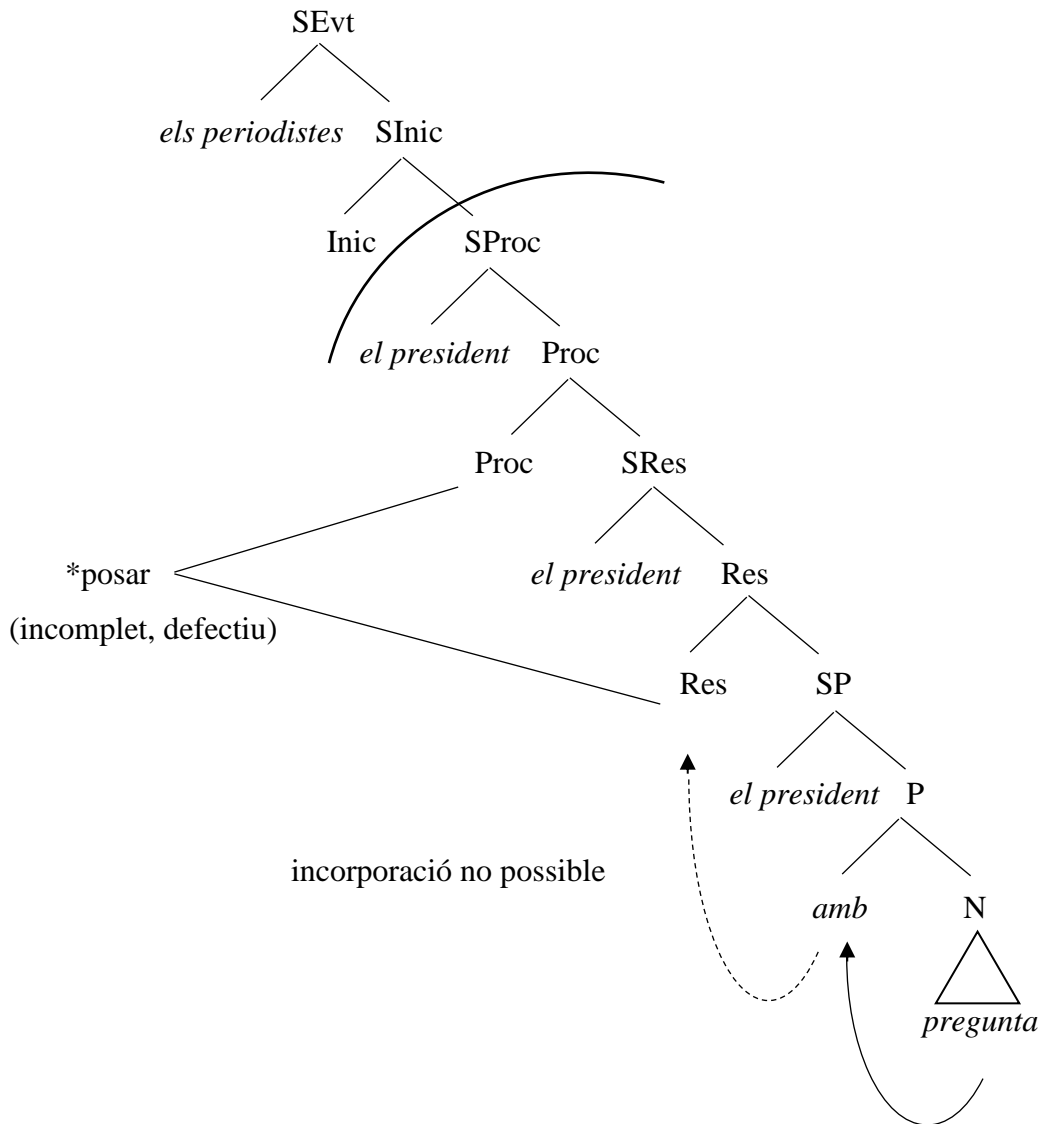 SEvt
els periodistes SInic
Inic SProc
el president Proc
Proc SRes
*posar el president Res
(incomplet, defectiu)
Res SP
el president P
incorporació no possible
amb N
pregunta